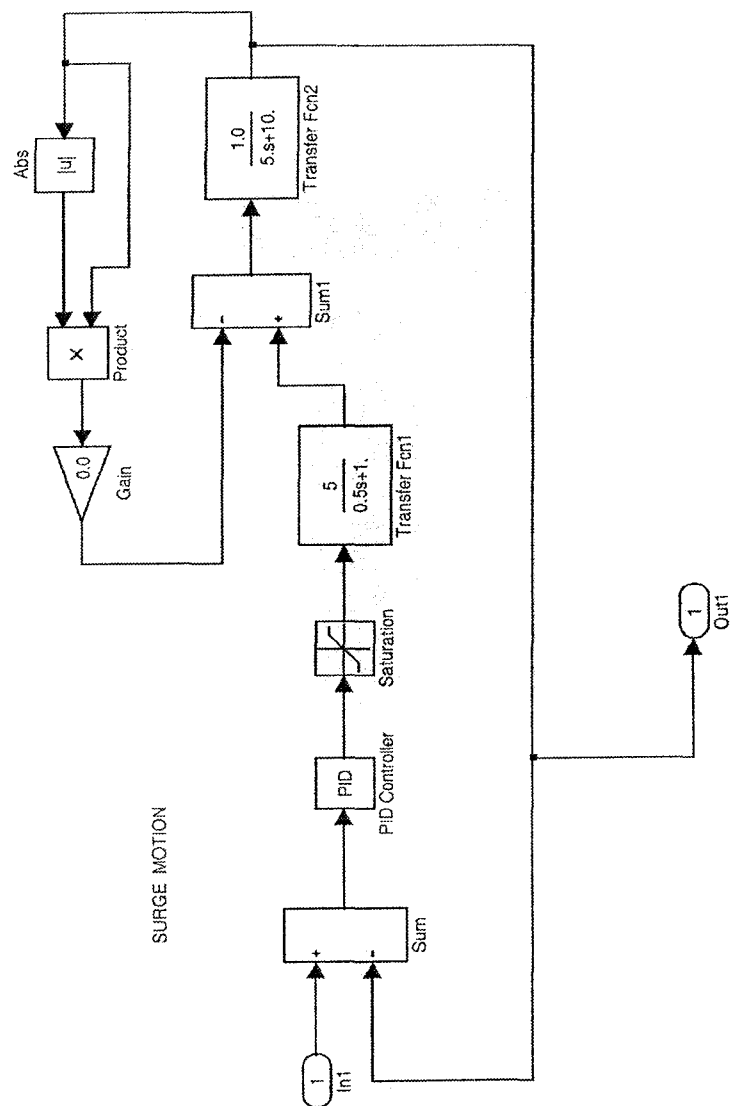 SURGE MOTION
1
In1
+
-
Sum
PID
PID Controller
Saturation
5
0.5s+1.
Transfer Fcn1
-
+
Sum1
1.0
5.s+10.
Transfer Fcn2
Abs
|u|
×
Product
0.0
Gain
1
Out1